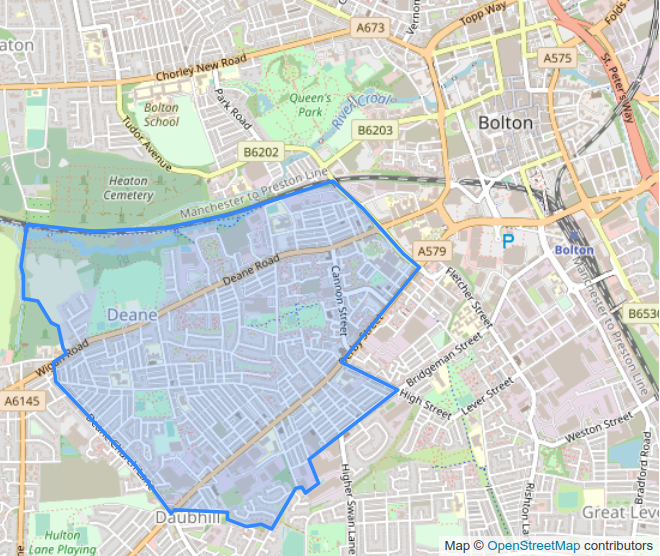 aton
A673
Topp Way
Vernon
Folds
Chorley New Road
A575
St. Peter's Way
Bolton
School
Park Road
Queen's
Park
River Croal
Tudor Avenue
B6203
Bolton
B6202
Heaton
Cemetery
Manchester to Preston Line
A579
P
Bolton
Deane Road
Cannon Street
Fletcher Street
Manchester to Preston Line
Deane
Derby Street
B6536
Wigan Road
Bridgeman Street
A6145
High Street
Lever Street
Deane Church Lane
Weston Street
Bradford Road
Higher Swan Lane
Rishton Lane
Daubhill
Great Leve
Hulton
Lane Playing
Map © OpenStreetMap contributors